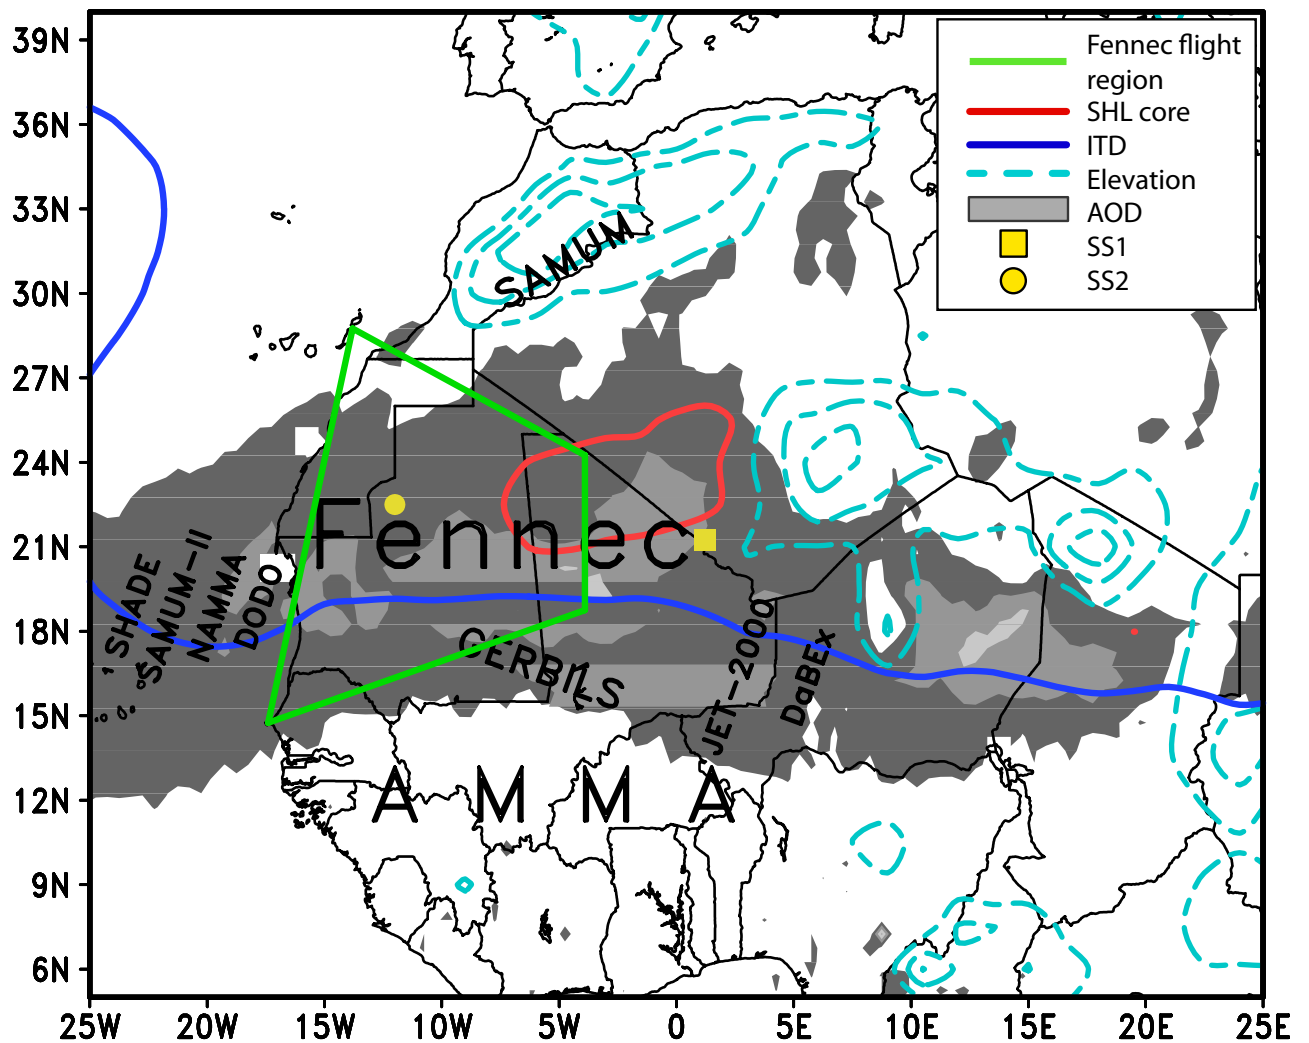 39N
36N
33N
30N
27N
24N
21N
18N
15N
12N
9N
6N
Fennec flight
region
SHL core
ITD
Elevation
AOD
SS1
SS2
SAMUM
Fennec
SHADE
SAMUM-II
NAMMA
DODO
GERBILS
JET-2000
DaBEx
A M M A
25W 20W 15W 10W 5W 0 5E 10E 15E 20E 25E